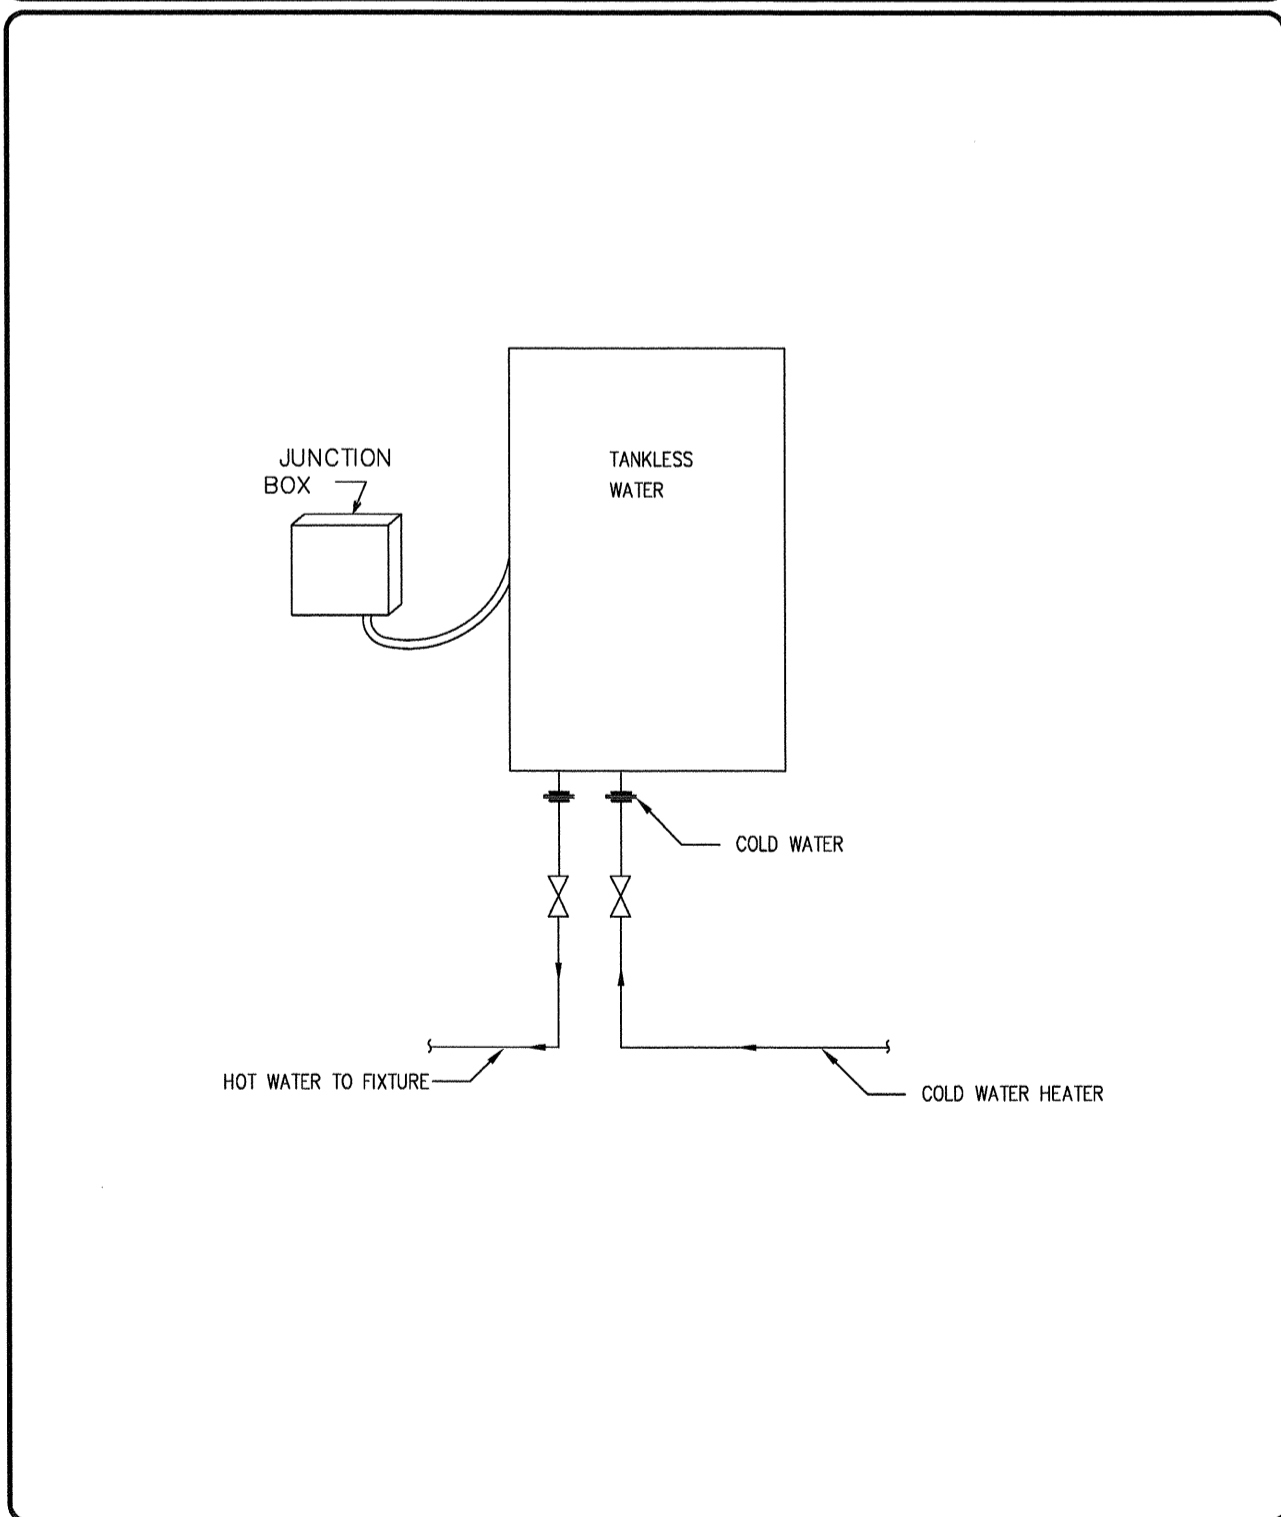 JUNCTION
BOX
TANKLESS
WATER
COLD WATER
HOT WATER TO FIXTURE
COLD WATER HEATER